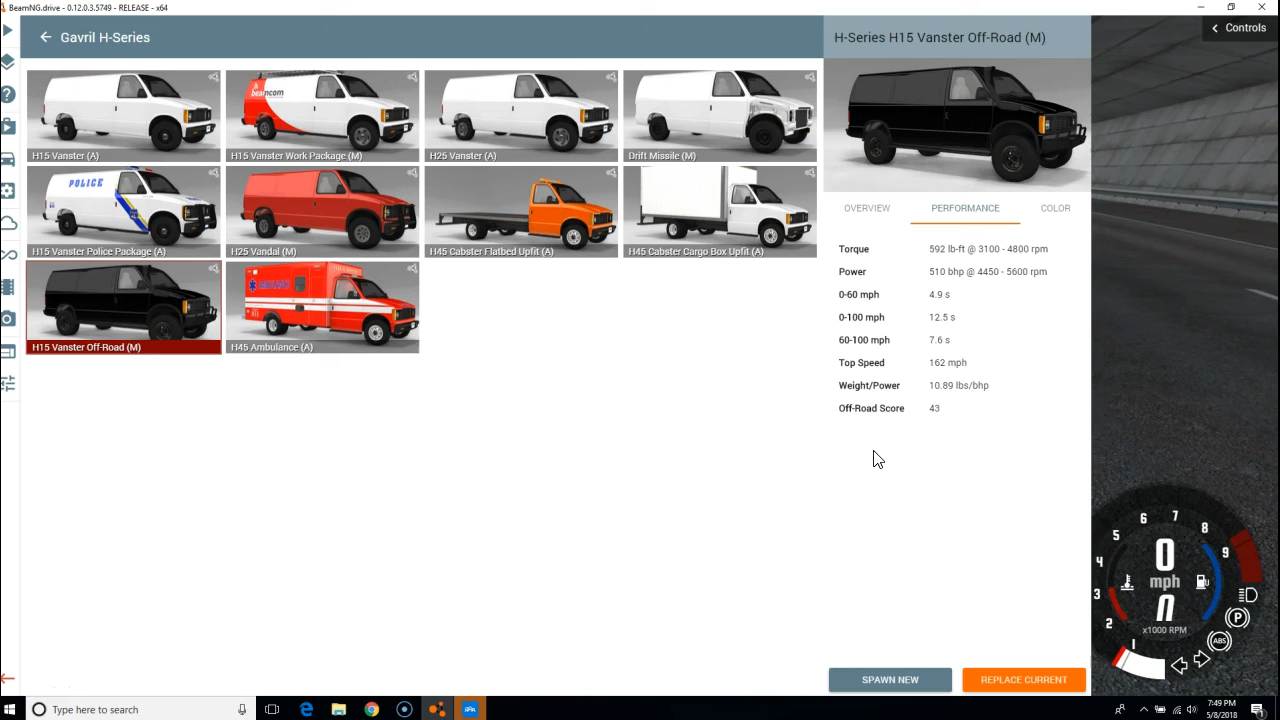 BeamNG.drive - 0.12.0.3.5749 - RELEASE - x64
Gavril H-Series
H-Series H15 Vanster Off-Road (M)
Controls
H15 Vanster (A)
beamcom
H15 Vanster Work Package (M)
H25 Vanster (A)
Drift Missile (M)
POLICE
H15 Vanster Police Package (A)
H25 Vandal (M)
H45 Cabster Flatbed Upfit (A)
H45 Cabster Cargo Box Upfit (A)
H15 Vanster Off-Road (M)
H45 Ambulance (A)
OVERVIEW
PERFORMANCE
COLOR
Torque 592 lb-ft @ 3100 - 4800 rpm
Power 510 bhp @ 4450 - 5600 rpm
0-60 mph 4.9 s
0-100 mph 12.5 s
60-100 mph 7.6 s
Top Speed 162 mph
Weight/Power 10.89 lbs/bhp
Off-Road Score 43
1
2
3
4
5
6
7
8
9
0
mph
n
x1000 RPM
P
ABS
SPAWN NEW
REPLACE CURRENT
Type here to search
7:49 PM
5/8/2018